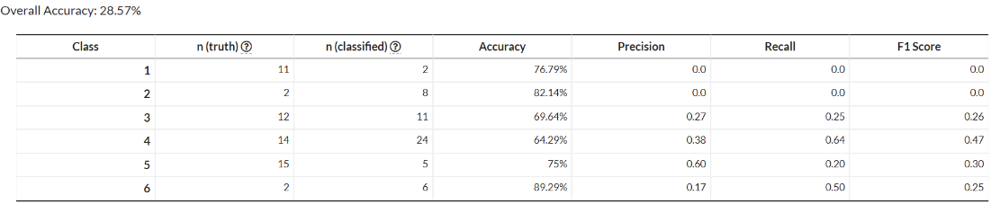 Overall Accuracy: 28.57%
Class n (truth) ? n (classified) ? Accuracy Precision Recall F1 Score
1 11 2 76.79% 0.0 0.0 0.0
2 2 8 82.14% 0.0 0.0 0.0
3 12 11 69.64% 0.27 0.25 0.26
4 14 24 64.29% 0.38 0.64 0.47
5 15 5 75% 0.60 0.20 0.30
6 2 6 89.29% 0.17 0.50 0.25